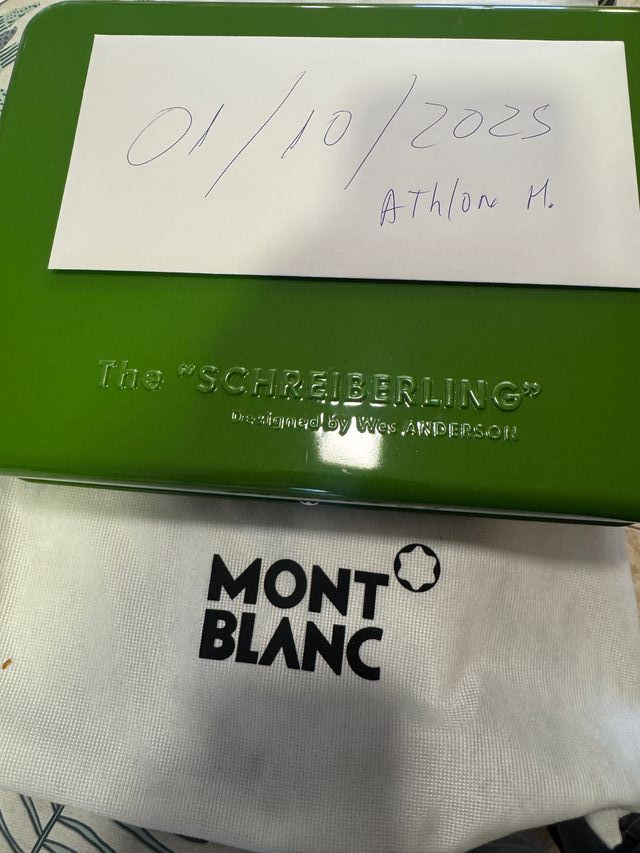 01/10/2025
Athlon M.
The “SCHREIBERLING”
Designed by Wes ANDERSON
MONT
BLANC